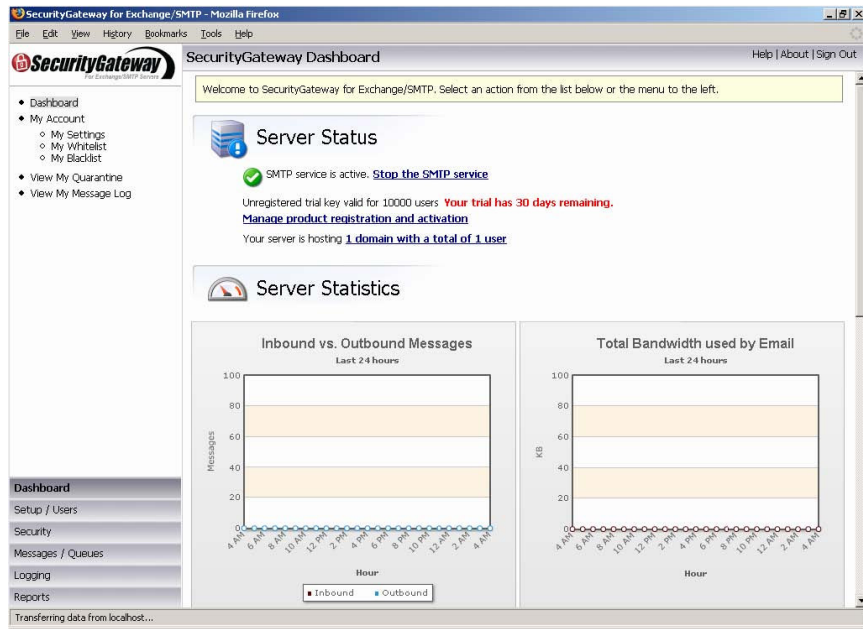 SecurityGateway for Exchange/SMTP - Mozilla Firefox
File Edit View History Bookmarks Tools Help
SecurityGateway
For Exchange/SMTP Servers
SecurityGateway Dashboard
Help | About | Sign Out
Dashboard
My Account
My Settings
My Whitelist
My Blacklist
View My Quarantine
View My Message Log
Welcome to SecurityGateway for Exchange/SMTP. Select an action from the list below or the menu to the left.
Server Status
SMTP service is active. Stop the SMTP service
Unregistered trial key valid for 10000 users Your trial has 30 days remaining.
Manage product registration and activation
Your server is hosting 1 domain with a total of 1 user
Server Statistics
Inbound vs. Outbound Messages
Last 24 hours
100
80
60
40
20
0
Messages
4 AM 6 AM 8 AM 10 AM 12 PM 2 PM 4 PM 6 PM 8 PM 10 PM 12 AM 2 AM 4 AM
Hour
Inbound Outbound
Total Bandwidth used by Email
Last 24 hours
100
80
60
40
20
0
KB
4 AM 6 AM 8 AM 10 AM 12 PM 2 PM 4 PM 6 PM 8 PM 10 PM 12 AM 2 AM 4 AM
Hour
Dashboard
Setup / Users
Security
Messages / Queues
Logging
Reports
Transferring data from localhost...